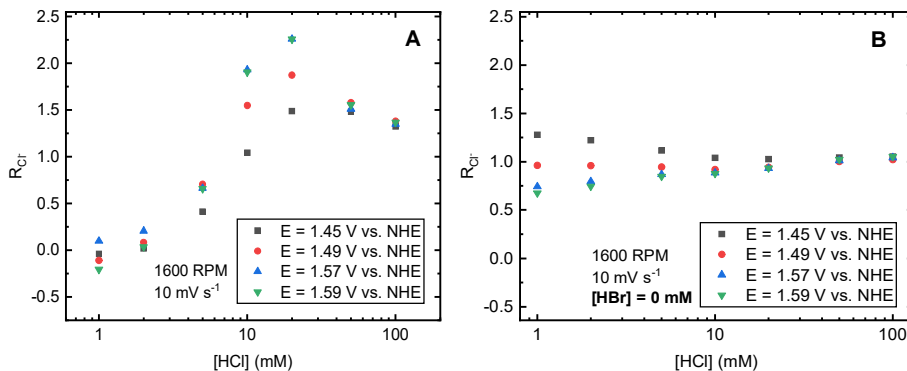 A
2.5
2.0
1.5
1.0
0.5
0.0
-0.5
R_Cl⁻
1600 RPM
10 mV s⁻¹
E = 1.45 V vs. NHE
E = 1.49 V vs. NHE
E = 1.57 V vs. NHE
E = 1.59 V vs. NHE
1 10 100
[HCl] (mM)
B
2.5
2.0
1.5
1.0
0.5
0.0
-0.5
R_Cl⁻
1600 RPM
10 mV s⁻¹
[HBr] = 0 mM
E = 1.45 V vs. NHE
E = 1.49 V vs. NHE
E = 1.57 V vs. NHE
E = 1.59 V vs. NHE
1 10 100
[HCl] (mM)